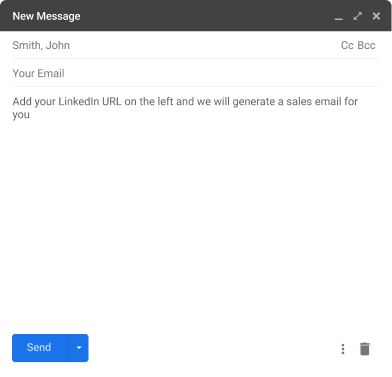 New Message
Smith, John Cc Bcc
Your Email
Add your LinkedIn URL on the left and we will generate a sales email for
you
Send